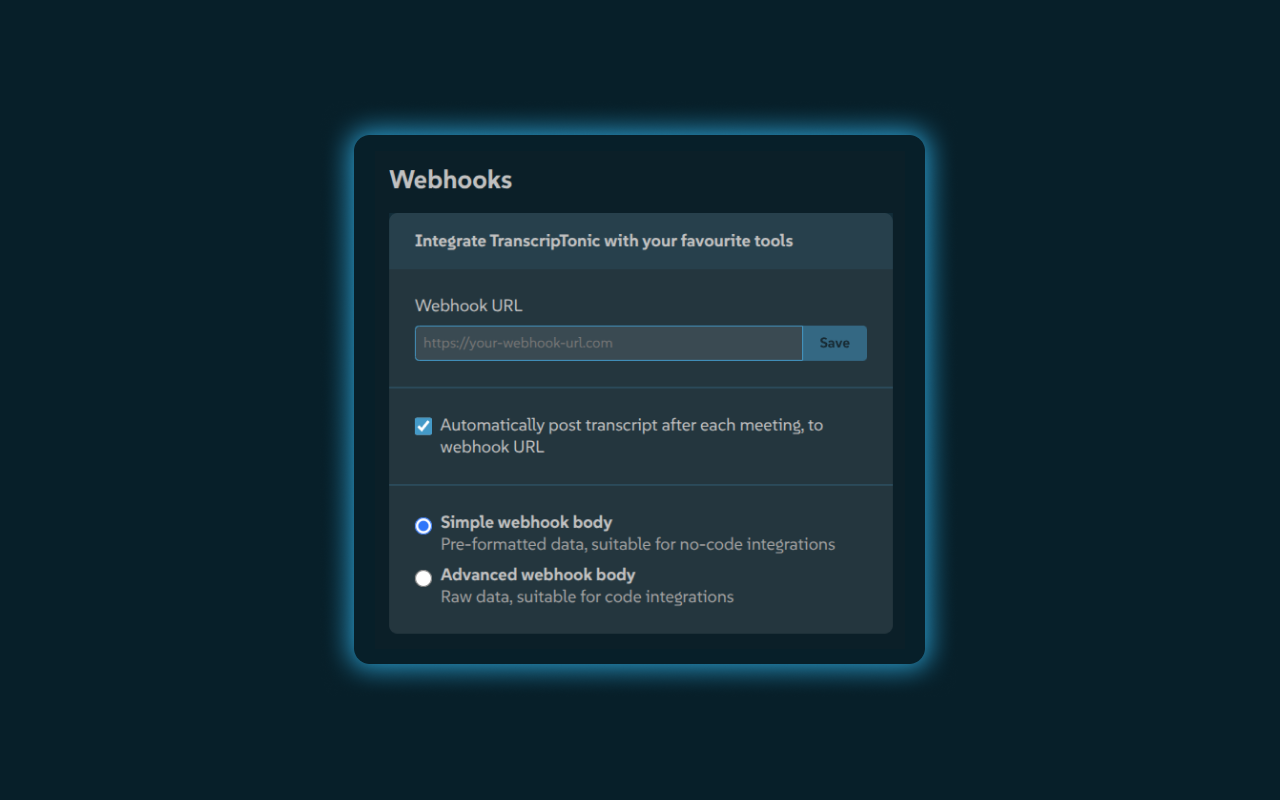 Webhooks
Integrate TranscripTonic with your favourite tools
Webhook URL
https://your-webhook-url.com
Save
Automatically post transcript after each meeting, to
webhook URL
Simple webhook body
Pre-formatted data, suitable for no-code integrations
Advanced webhook body
Raw data, suitable for code integrations